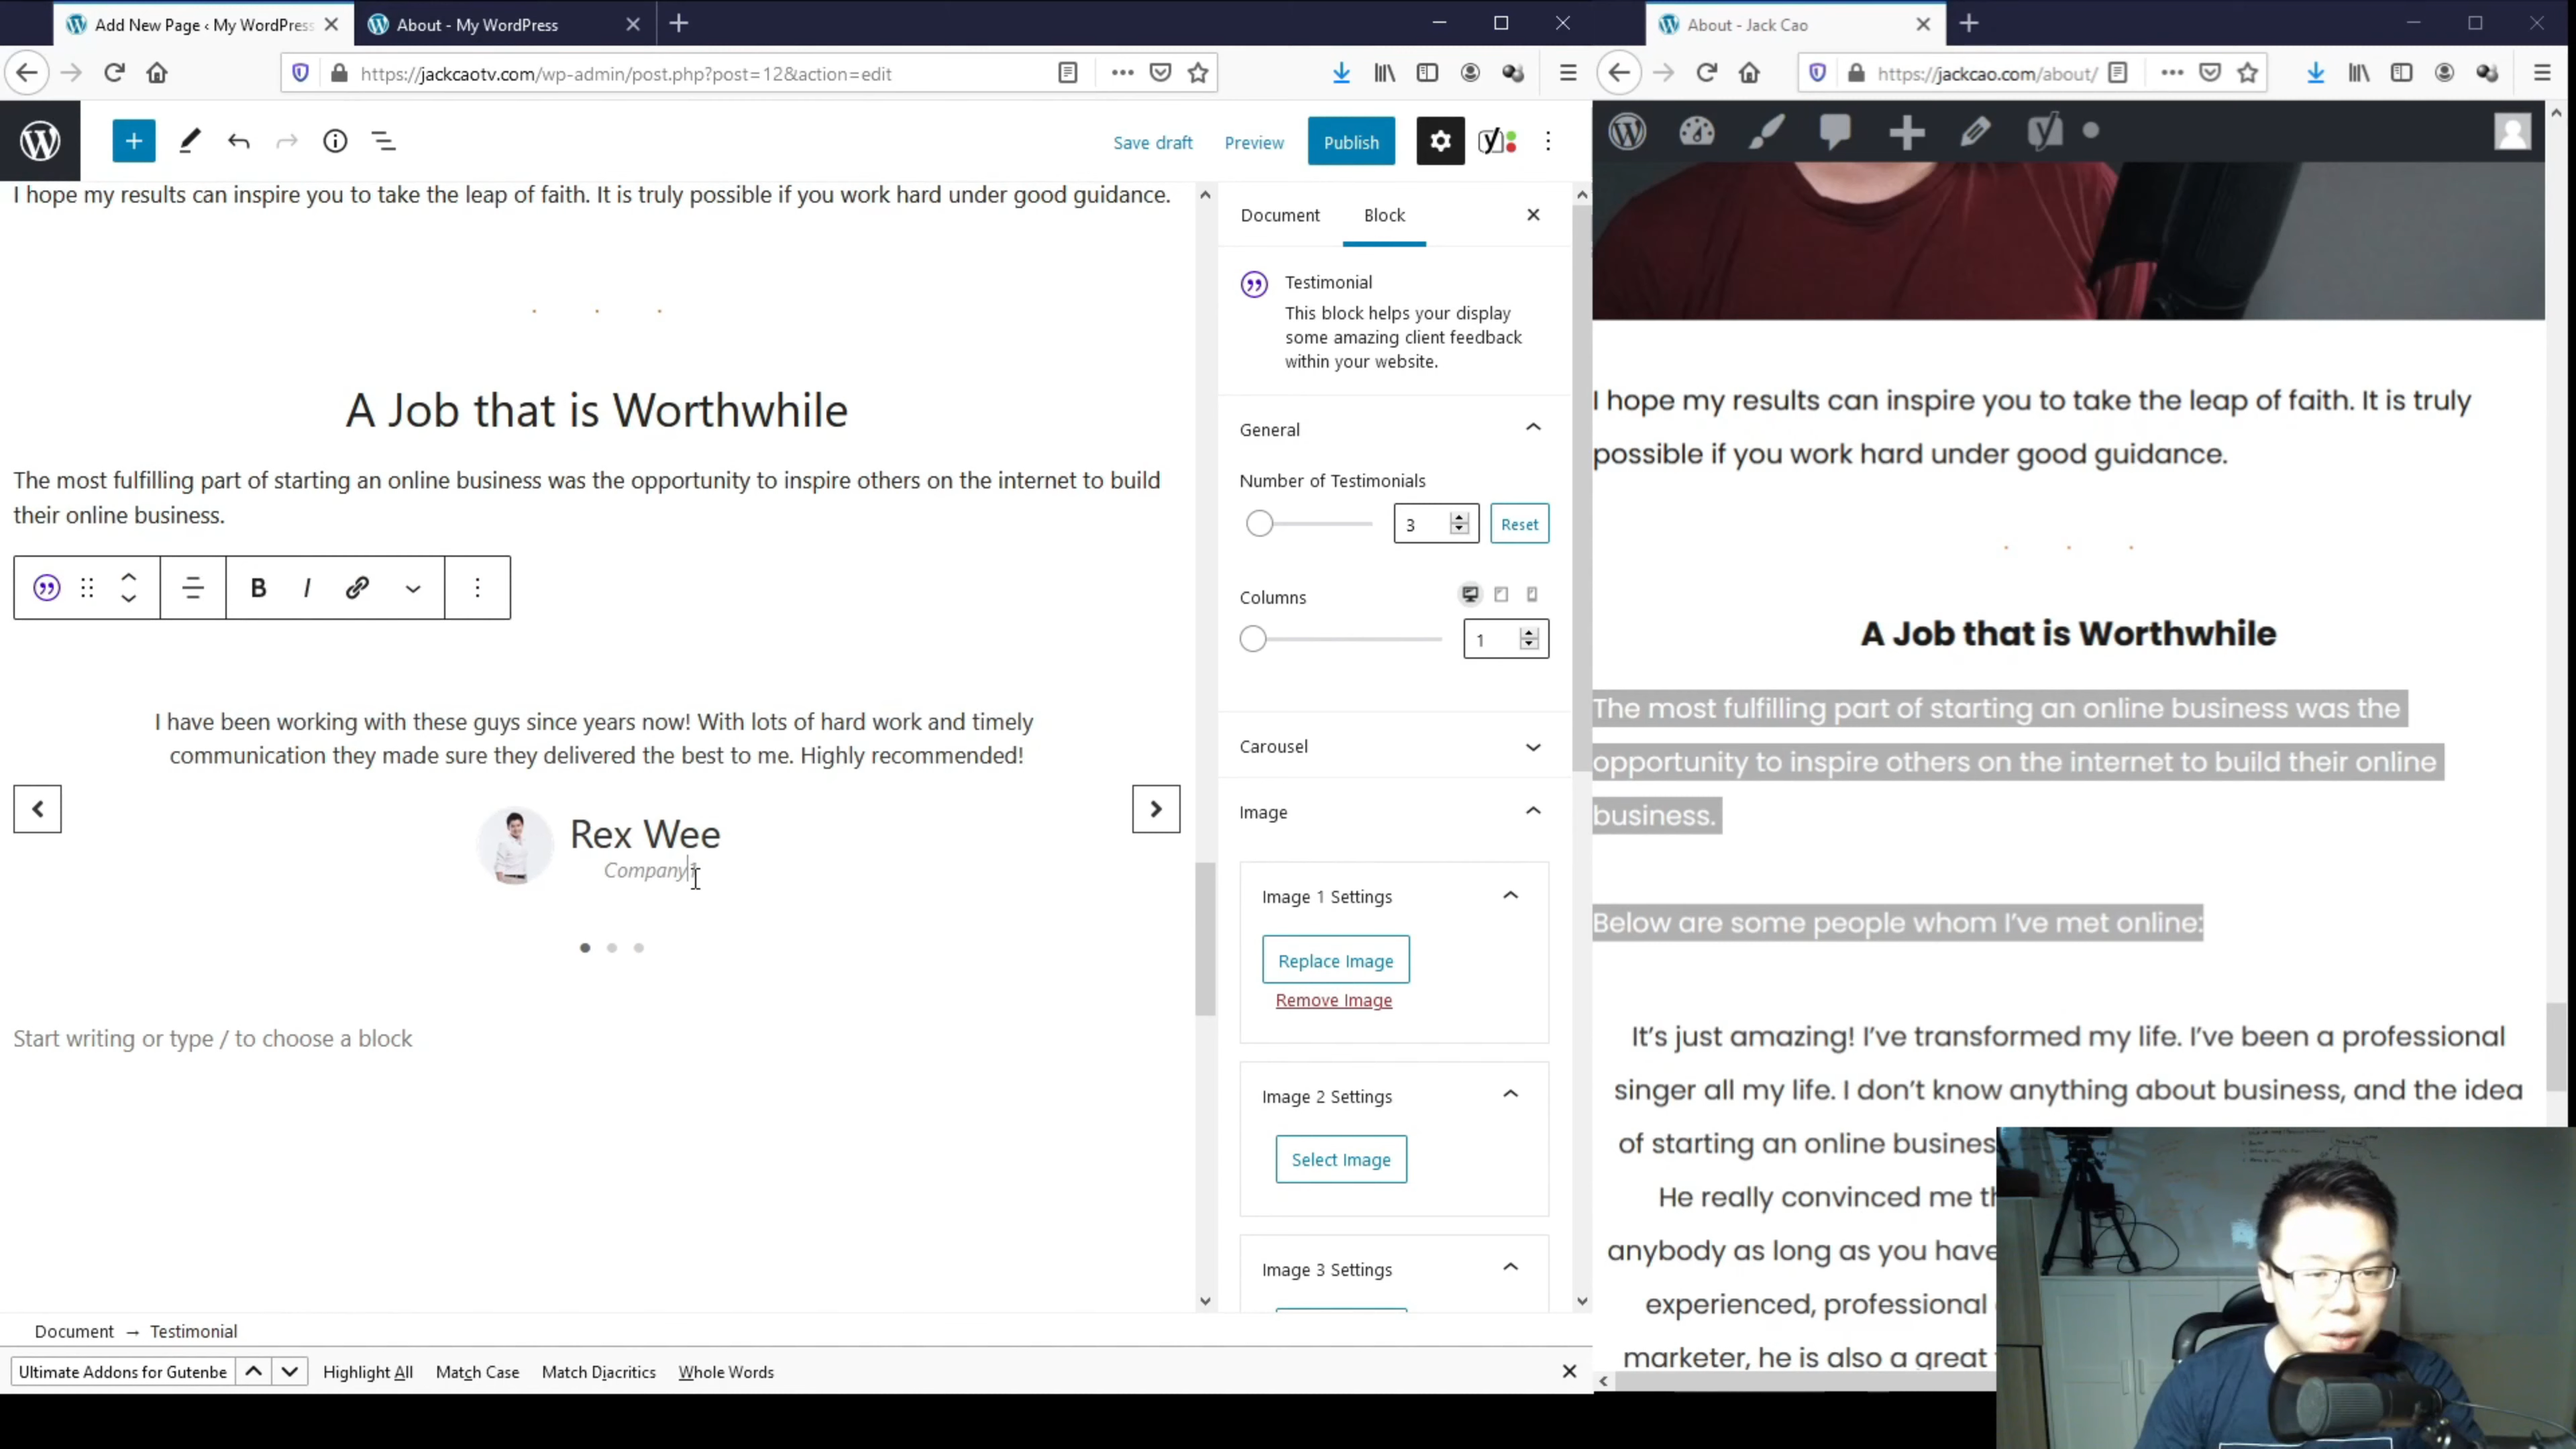 Add New Page ‹ My WordPress
About - My WordPress
https://jackcaotv.com/wp-admin/post.php?post=12&action=edit
Save draft
Preview
Publish
I hope my results can inspire you to take the leap of faith. It is truly possible if you work hard under good guidance.
A Job that is Worthwhile
The most fulfilling part of starting an online business was the opportunity to inspire others on the internet to build
their online business.
B I
I have been working with these guys since years now! With lots of hard work and timely
communication they made sure they delivered the best to me. Highly recommended!
Rex Wee
Company
Start writing or type / to choose a block
Document
Block
Testimonial
This block helps your display
some amazing client feedback
within your website.
General
Number of Testimonials
3
Reset
Columns
1
Carousel
Image
Image 1 Settings
Replace Image
Remove Image
Image 2 Settings
Select Image
Image 3 Settings
Document → Testimonial
Ultimate Addons for Gutenbe
Highlight All
Match Case
Match Diacritics
Whole Words
About - Jack Cao
https://jackcao.com/about/
I hope my results can inspire you to take the leap of faith. It is truly
possible if you work hard under good guidance.
A Job that is Worthwhile
The most fulfilling part of starting an online business was the
opportunity to inspire others on the internet to build their online
business.
Below are some people whom I've met online:
It's just amazing! I've transformed my life. I've been a professional
singer all my life. I don't know anything about business, and the idea
of starting an online busines
He really convinced me th
anybody as long as you have
experienced, professional
marketer, he is also a great